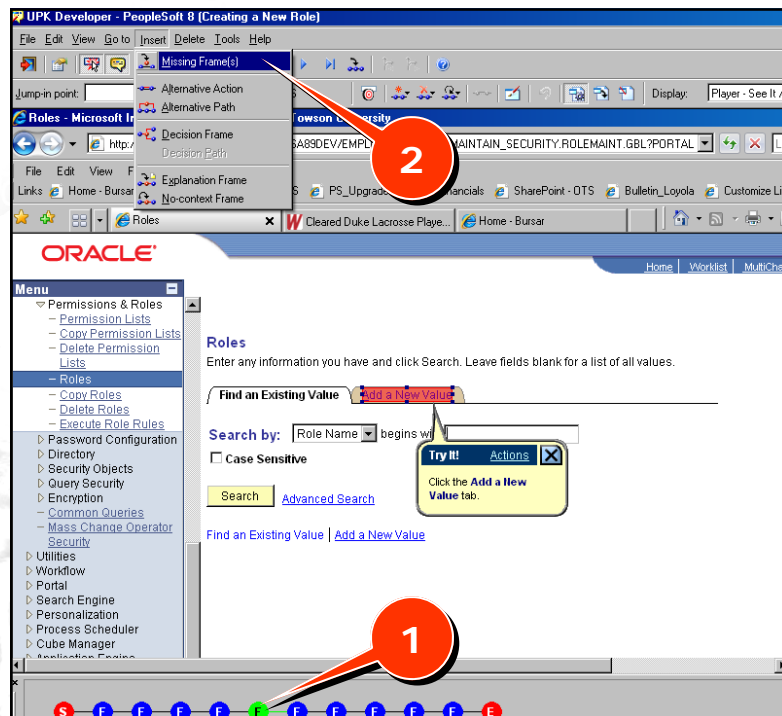 UPK Developer - PeopleSoft 8 (Creating a New Role)
File Edit View Go to Insert Delete Tools Help
Missing Frame(s)
Jump-in point:
Alternative Action
Display: Player - See It /
Alternative Path
Roles - Microsoft In
Towson University
Decision Frame
http:/
SA89DEV/EMPL
MAINTAIN_SECURITY.ROLEMAINT.GBL?PORTAL
Decision Path
2
File Edit View F
Explanation Frame
Links Home - Bursar
S PS_Upgrade
ancials SharePoint - OTS Bulletin_Loyola Customize Li
No-context Frame
Roles
Cleared Duke Lacrosse Playe...
Home - Bursar
ORACLE
Home Worklist MultiCha
Menu
Permissions & Roles
Permission Lists
Copy Permission Lists
Delete Permission
Lists
Roles
Copy Roles
Delete Roles
Execute Role Rules
Password Configuration
Directory
Security Objects
Query Security
Encryption
Common Queries
Mass Change Operator
Security
Utilities
Workflow
Portal
Search Engine
Personalization
Process Scheduler
Cube Manager
Roles
Enter any information you have and click Search. Leave fields blank for a list of all values.
Find an Existing Value
Add a New Value
Search by: Role Name begins wi
Case Sensitive
Try It! Actions X
Click the Add a New
Value tab.
Search Advanced Search
Find an Existing Value | Add a New Value
1
S F F F F F F F F F F E